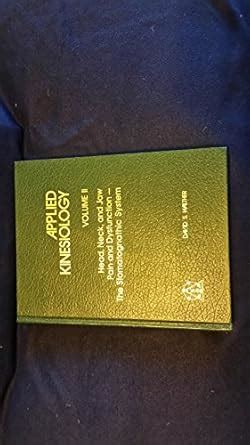 APPLIED
KINESIOLOGY
VOLUME II
Head, Neck, and Jaw
Pain and Dysfunction —
The Stomatognathic System
DAVID S. WALTHER